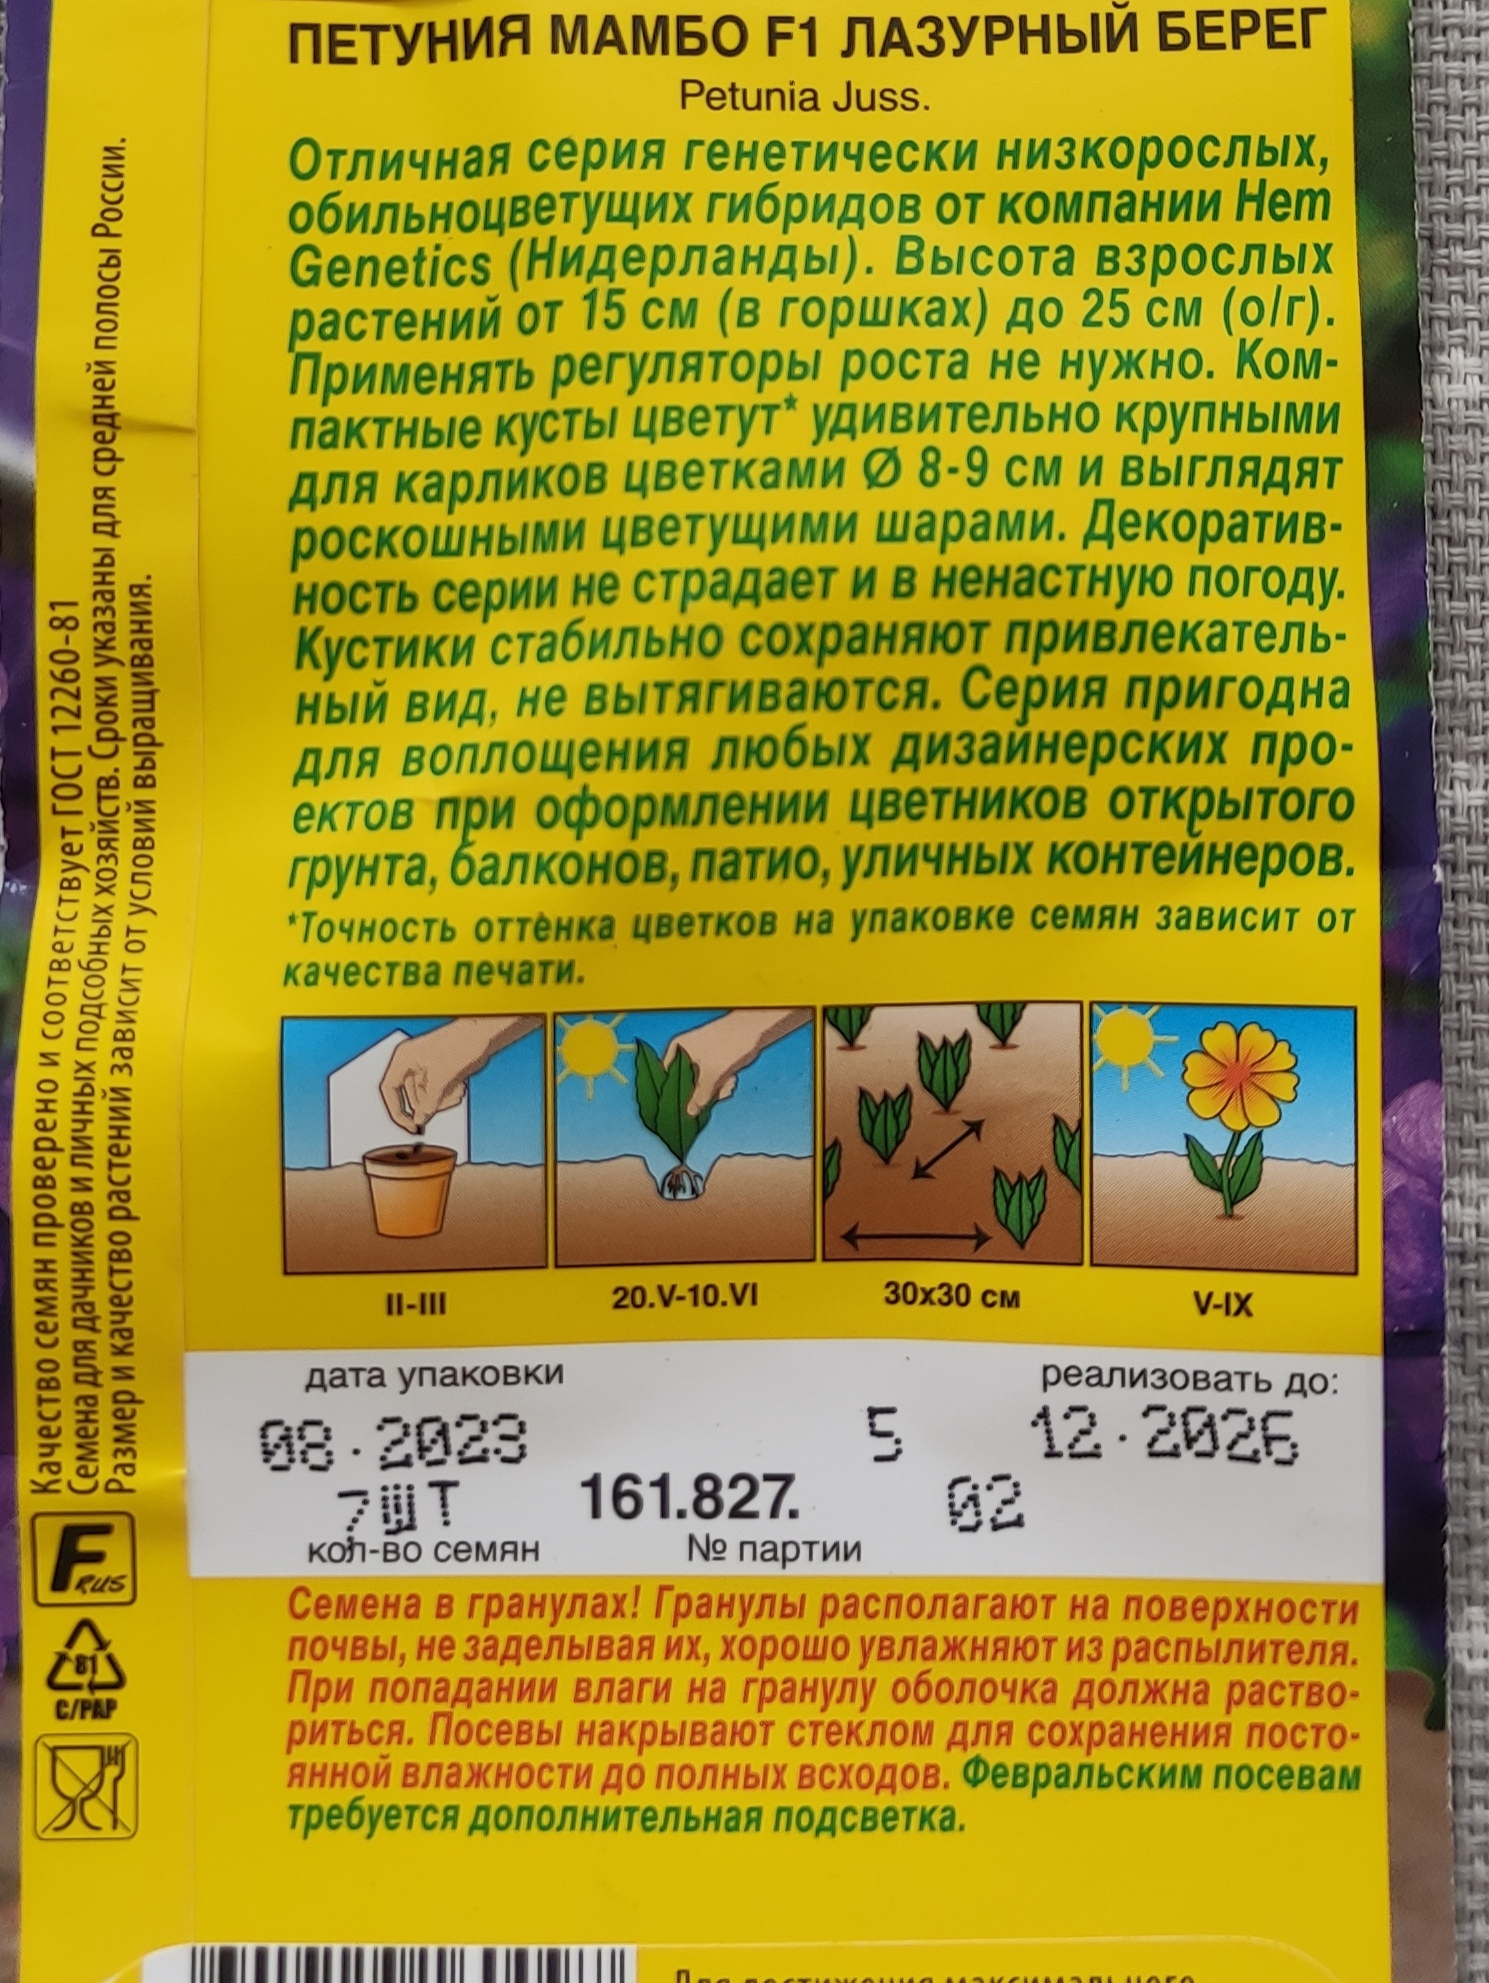 ПЕТУНИЯ МАМБО F1 ЛАЗУРНЫЙ БЕРЕГ
Petunia Juss.
Отличная серия генетически низкорослых,
обильноцветущих гибридов от компании Hem
Genetics (Нидерланды). Высота взрослых
растений от 15 см (в горшках) до 25 см (о/г).
Применять регуляторы роста не нужно. Ком-
пактные кусты цветут* удивительно крупными
для карликов цветками Ø 8-9 см и выглядят
роскошными цветущими шарами. Декоратив-
ность серии не страдает и в ненастную погоду.
Кустики стабильно сохраняют привлекатель-
ный вид, не вытягиваются. Серия пригодна
для воплощения любых дизайнерских про-
ектов при оформлении цветников открытого
грунта, балконов, патио, уличных контейнеров.
*Точность оттенка цветков на упаковке семян зависит от
качества печати.
II-III 20.V-10.VI 30х30 см V-IX
дата упаковки реализовать до:
08.2023 5 12.2026
7ШТ 161.827. 02
кол-во семян № партии
Семена в гранулах! Гранулы располагают на поверхности
почвы, не заделывая их, хорошо увлажняют из распылителя.
При попадании влаги на гранулу оболочка должна раство-
риться. Посевы накрывают стеклом для сохранения посто-
янной влажности до полных всходов. Февральским посевам
требуется дополнительная подсветка.
Для достижения максимального
Качество семян проверено и соответствует ГОСТ 12260-81
Семена для дачников и личных подсобных хозяйств. Сроки указаны для средней полосы России.
Размер и качество растений зависит от условий выращивания.
F RUS
81
C/PAP